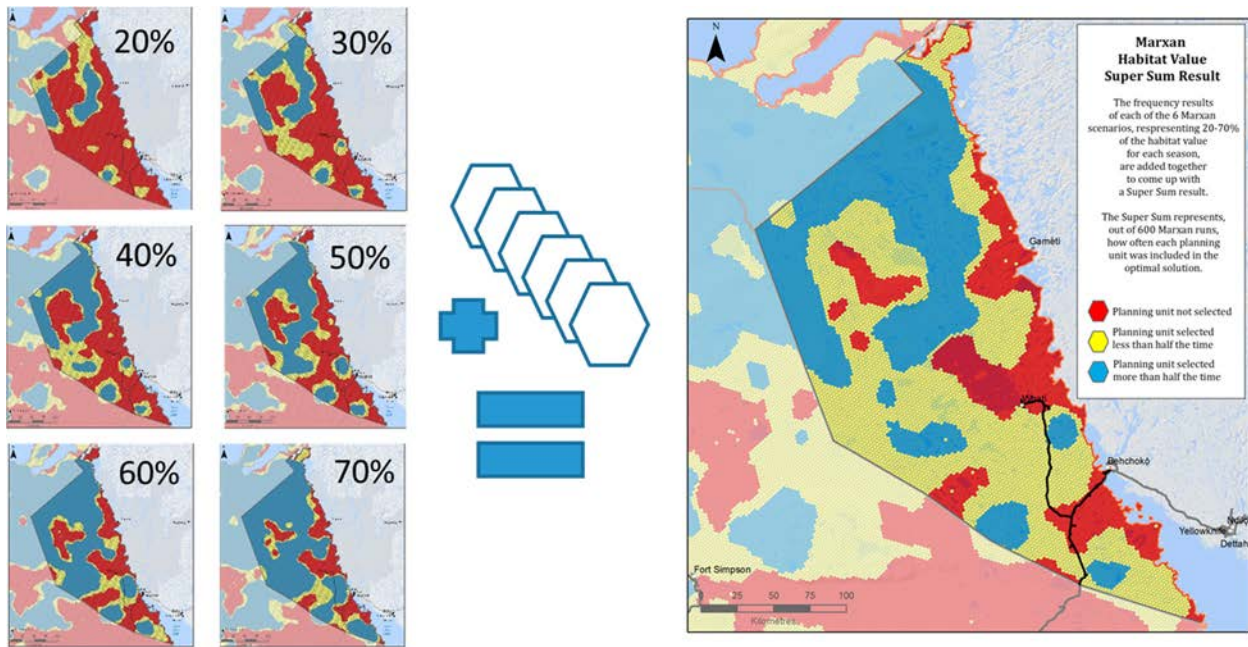 20%
30%
40%
50%
60%
70%
N
Marxan
Habitat Value
Super Sum Result
The frequency results
of each of the 6 Marxan
scenarios, respresenting 20-70%
of the habitat value
for each season,
are added together
to come up with
a Super Sum result.
The Super Sum represents,
out of 600 Marxan runs,
how often each planning
unit was included in the
optimal solution.
Planning unit not selected
Planning unit selected
less than half the time
Planning unit selected
more than half the time
Gamèti
Whatì
Behchokǫ̀
Yellowknife
Dettah
Fort Simpson
0 25 50 75 100
Kilometres